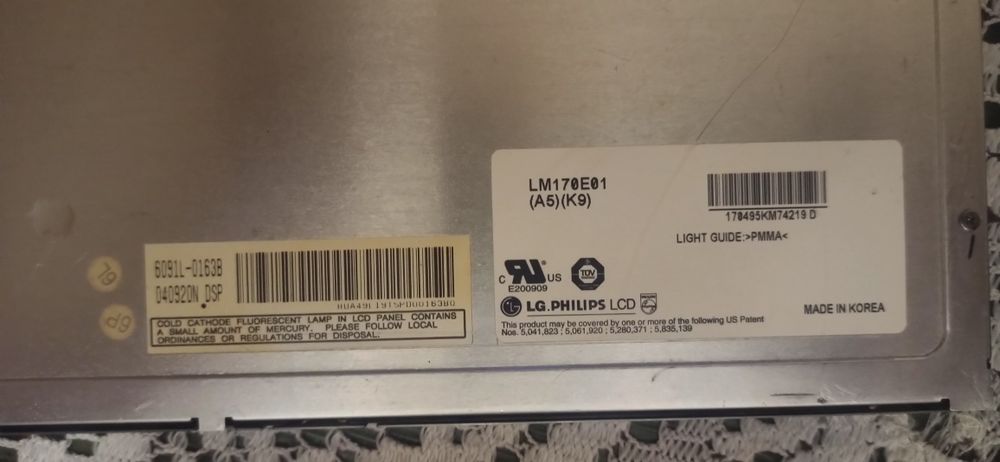 LM170E01
(A5)(K9)
170495KM74219 D
LIGHT GUIDE:>PMMA<
C RU US
E200909
TÜV
LG.PHILIPS LCD
MADE IN KOREA
This product may be covered by one or more of the following US Patent
Nos. 5,041,823 ; 5,061,920 ; 5,280,371 ; 5,835,139
6091L-0163B
040920N DSP
COLD CATHODE FLUORESCENT LAMP IN LCD PANEL CONTAINS
A SMALL AMOUNT OF MERCURY. PLEASE FOLLOW LOCAL
ORDINANCES OR REGULATIONS FOR DISPOSAL.